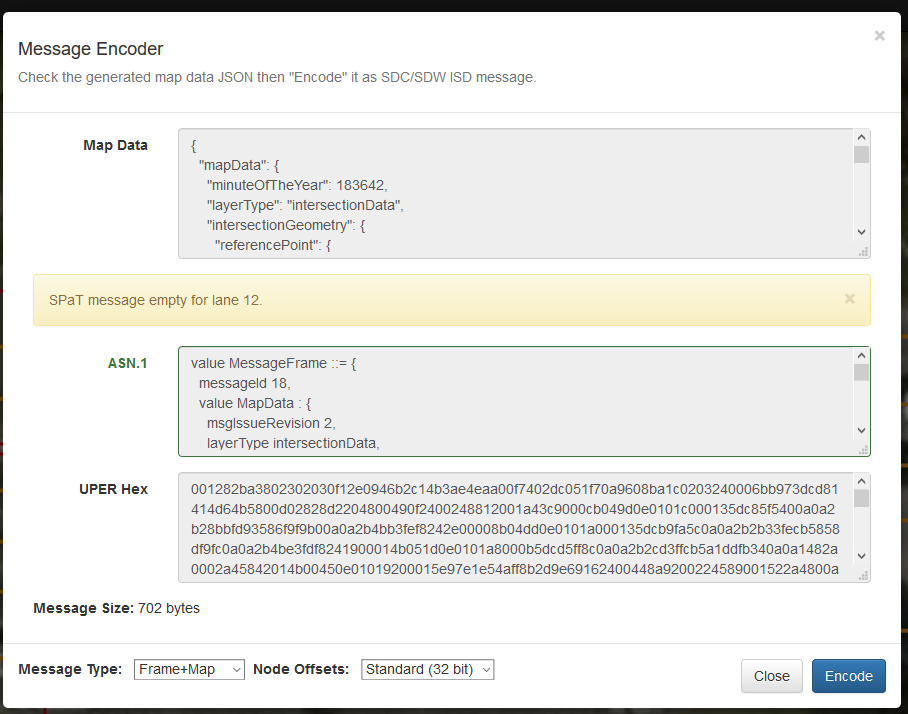 Message Encoder
×
Check the generated map data JSON then "Encode" it as SDC/SDW ISD message.
Map Data
{
"mapData": {
"minuteOfTheYear": 183642,
"layerType": "intersectionData",
"intersectionGeometry": {
"referencePoint": {
SPaT message empty for lane 12.
×
ASN.1
value MessageFrame ::= {
messageId 18,
value MapData : {
msgIssueRevision 2,
layerType intersectionData,
UPER Hex
001282ba3802302030f12e0946b2c14b3ae4eaa00f7402dc051f70a9608ba1c0203240006bb973dcd81
414d64b5800d02828d2204800490f2400248812001a43c9000cb049d0e0101c000135dc85f5400a0a2
b28bbfd93586f9f9b00a0a2b4bb3fef8242e00008b04dd0e0101a000135dcb9fa5c0a0a2b2b33fecb5858
df9fc0a0a2b4be3fdf8241900014b051d0e0101a8000b5dcd5ff8c0a0a2b2cd3ffcb5a1ddfb340a0a1482a
0002a45842014b00450e01019200015e97e1e54aff8b2d9e69162400448a9200224589001522a4800a
Message Size: 702 bytes
Message Type: Frame+Map Node Offsets: Standard (32 bit)
Close Encode